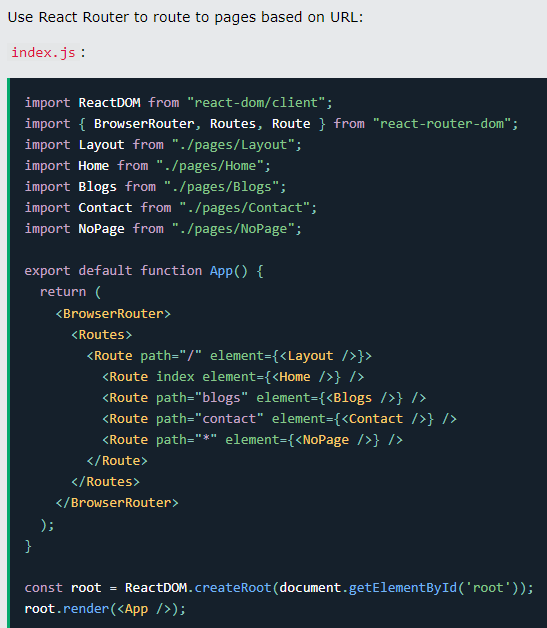 Use React Router to route to pages based on URL:
index.js :
import ReactDOM from "react-dom/client";
import { BrowserRouter, Routes, Route } from "react-router-dom";
import Layout from "./pages/Layout";
import Home from "./pages/Home";
import Blogs from "./pages/Blogs";
import Contact from "./pages/Contact";
import NoPage from "./pages/NoPage";

export default function App() {
  return (
    <BrowserRouter>
      <Routes>
        <Route path="/" element={<Layout />}>
          <Route index element={<Home />} />
          <Route path="blogs" element={<Blogs />} />
          <Route path="contact" element={<Contact />} />
          <Route path="*" element={<NoPage />} />
        </Route>
      </Routes>
    </BrowserRouter>
  );
}

const root = ReactDOM.createRoot(document.getElementById('root'));
root.render(<App />);